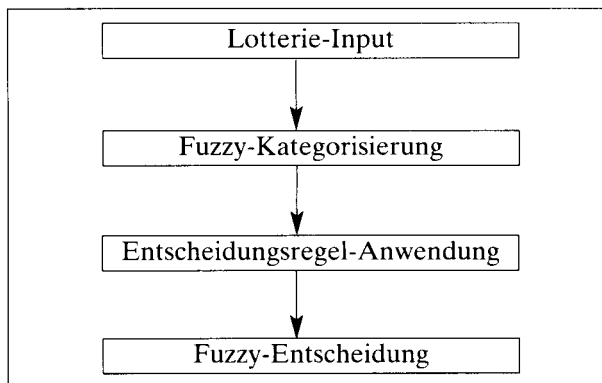 Lotterie-Input
Fuzzy-Kategorisierung
Entscheidungsregel-Anwendung
Fuzzy-Entscheidung